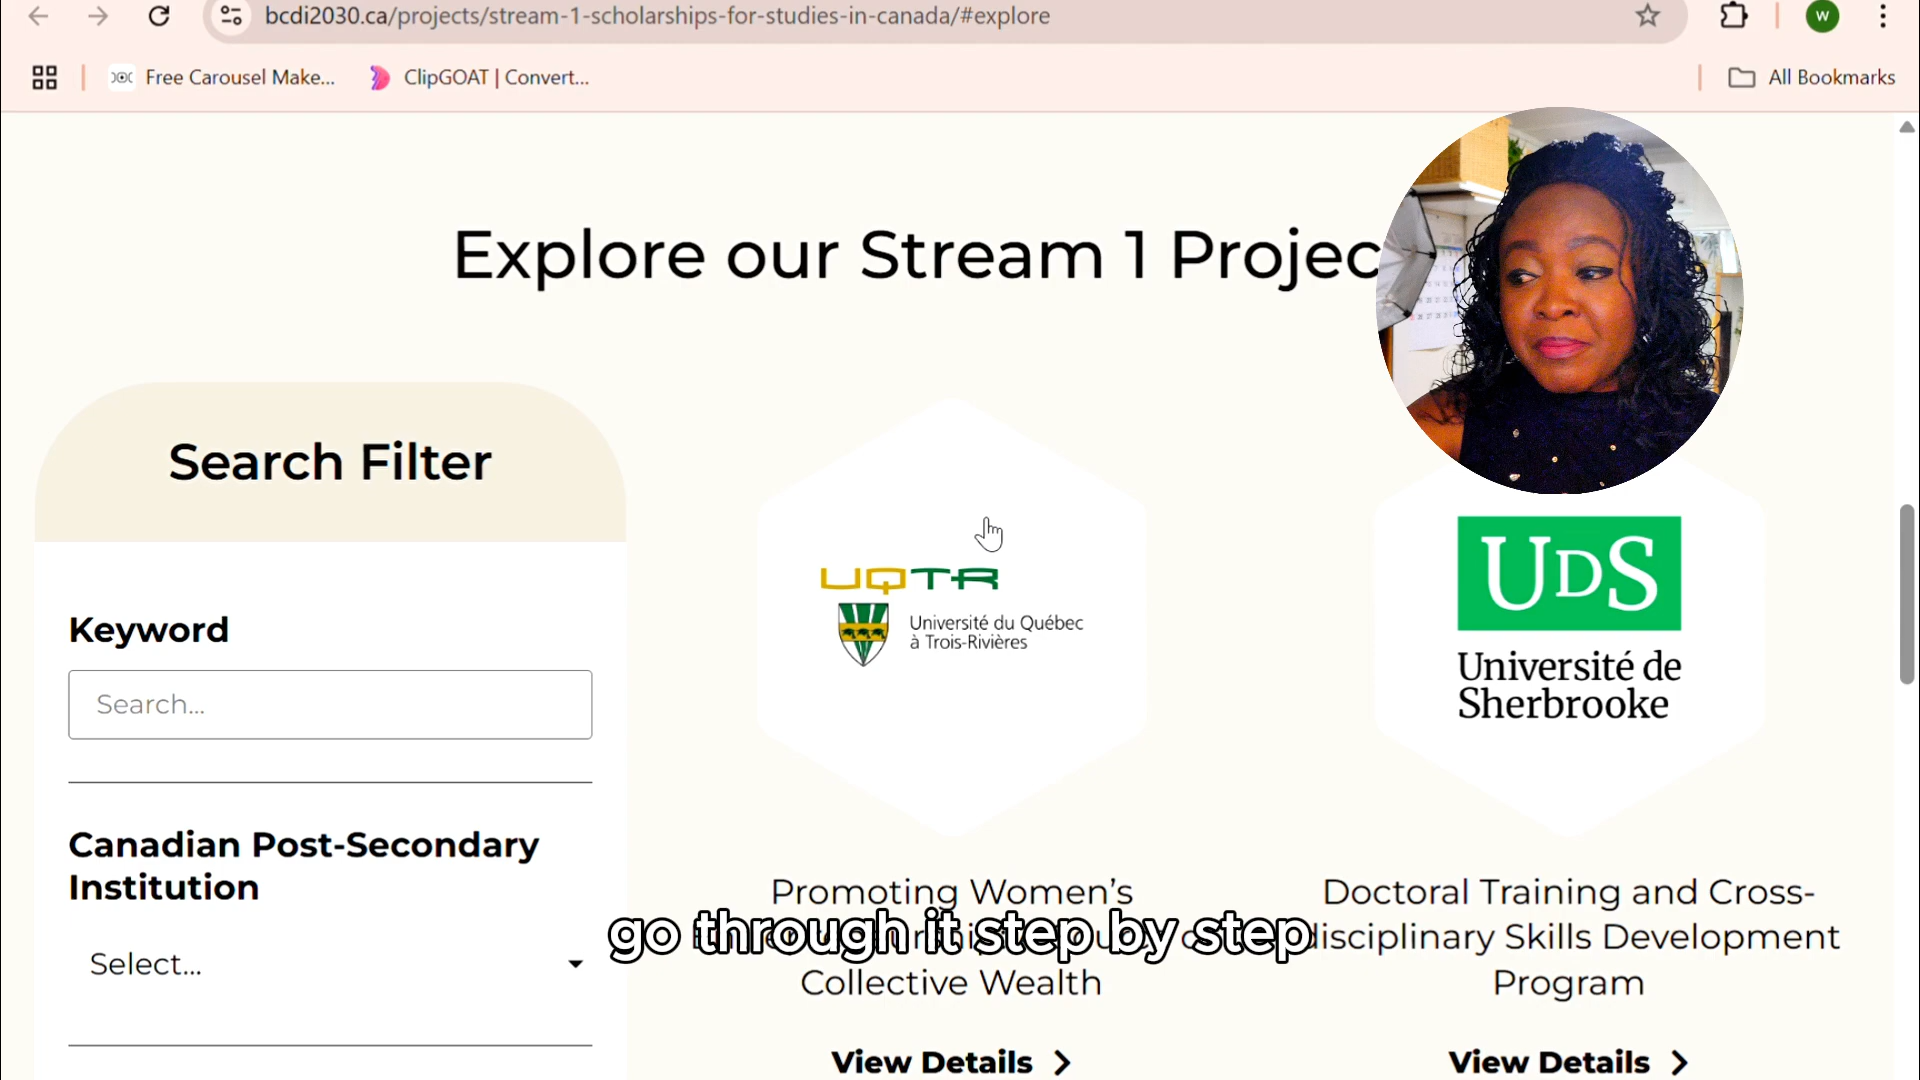 bcdi2030.ca/projects/stream-1-scholarships-for-studies-in-canada/#explore
W
Free Carousel Make...
ClipGOAT | Convert...
All Bookmarks
Explore our Stream 1 Projec
Search Filter
Keyword
Search...
Canadian Post-Secondary
Institution
Select...
UQTR
Université du Québec
à Trois-Rivières
Promoting Women's
Collective Wealth
View Details
UDS
Université de
Sherbrooke
Doctoral Training and Cross-
disciplinary Skills Development
Program
View Details
go through it step by step